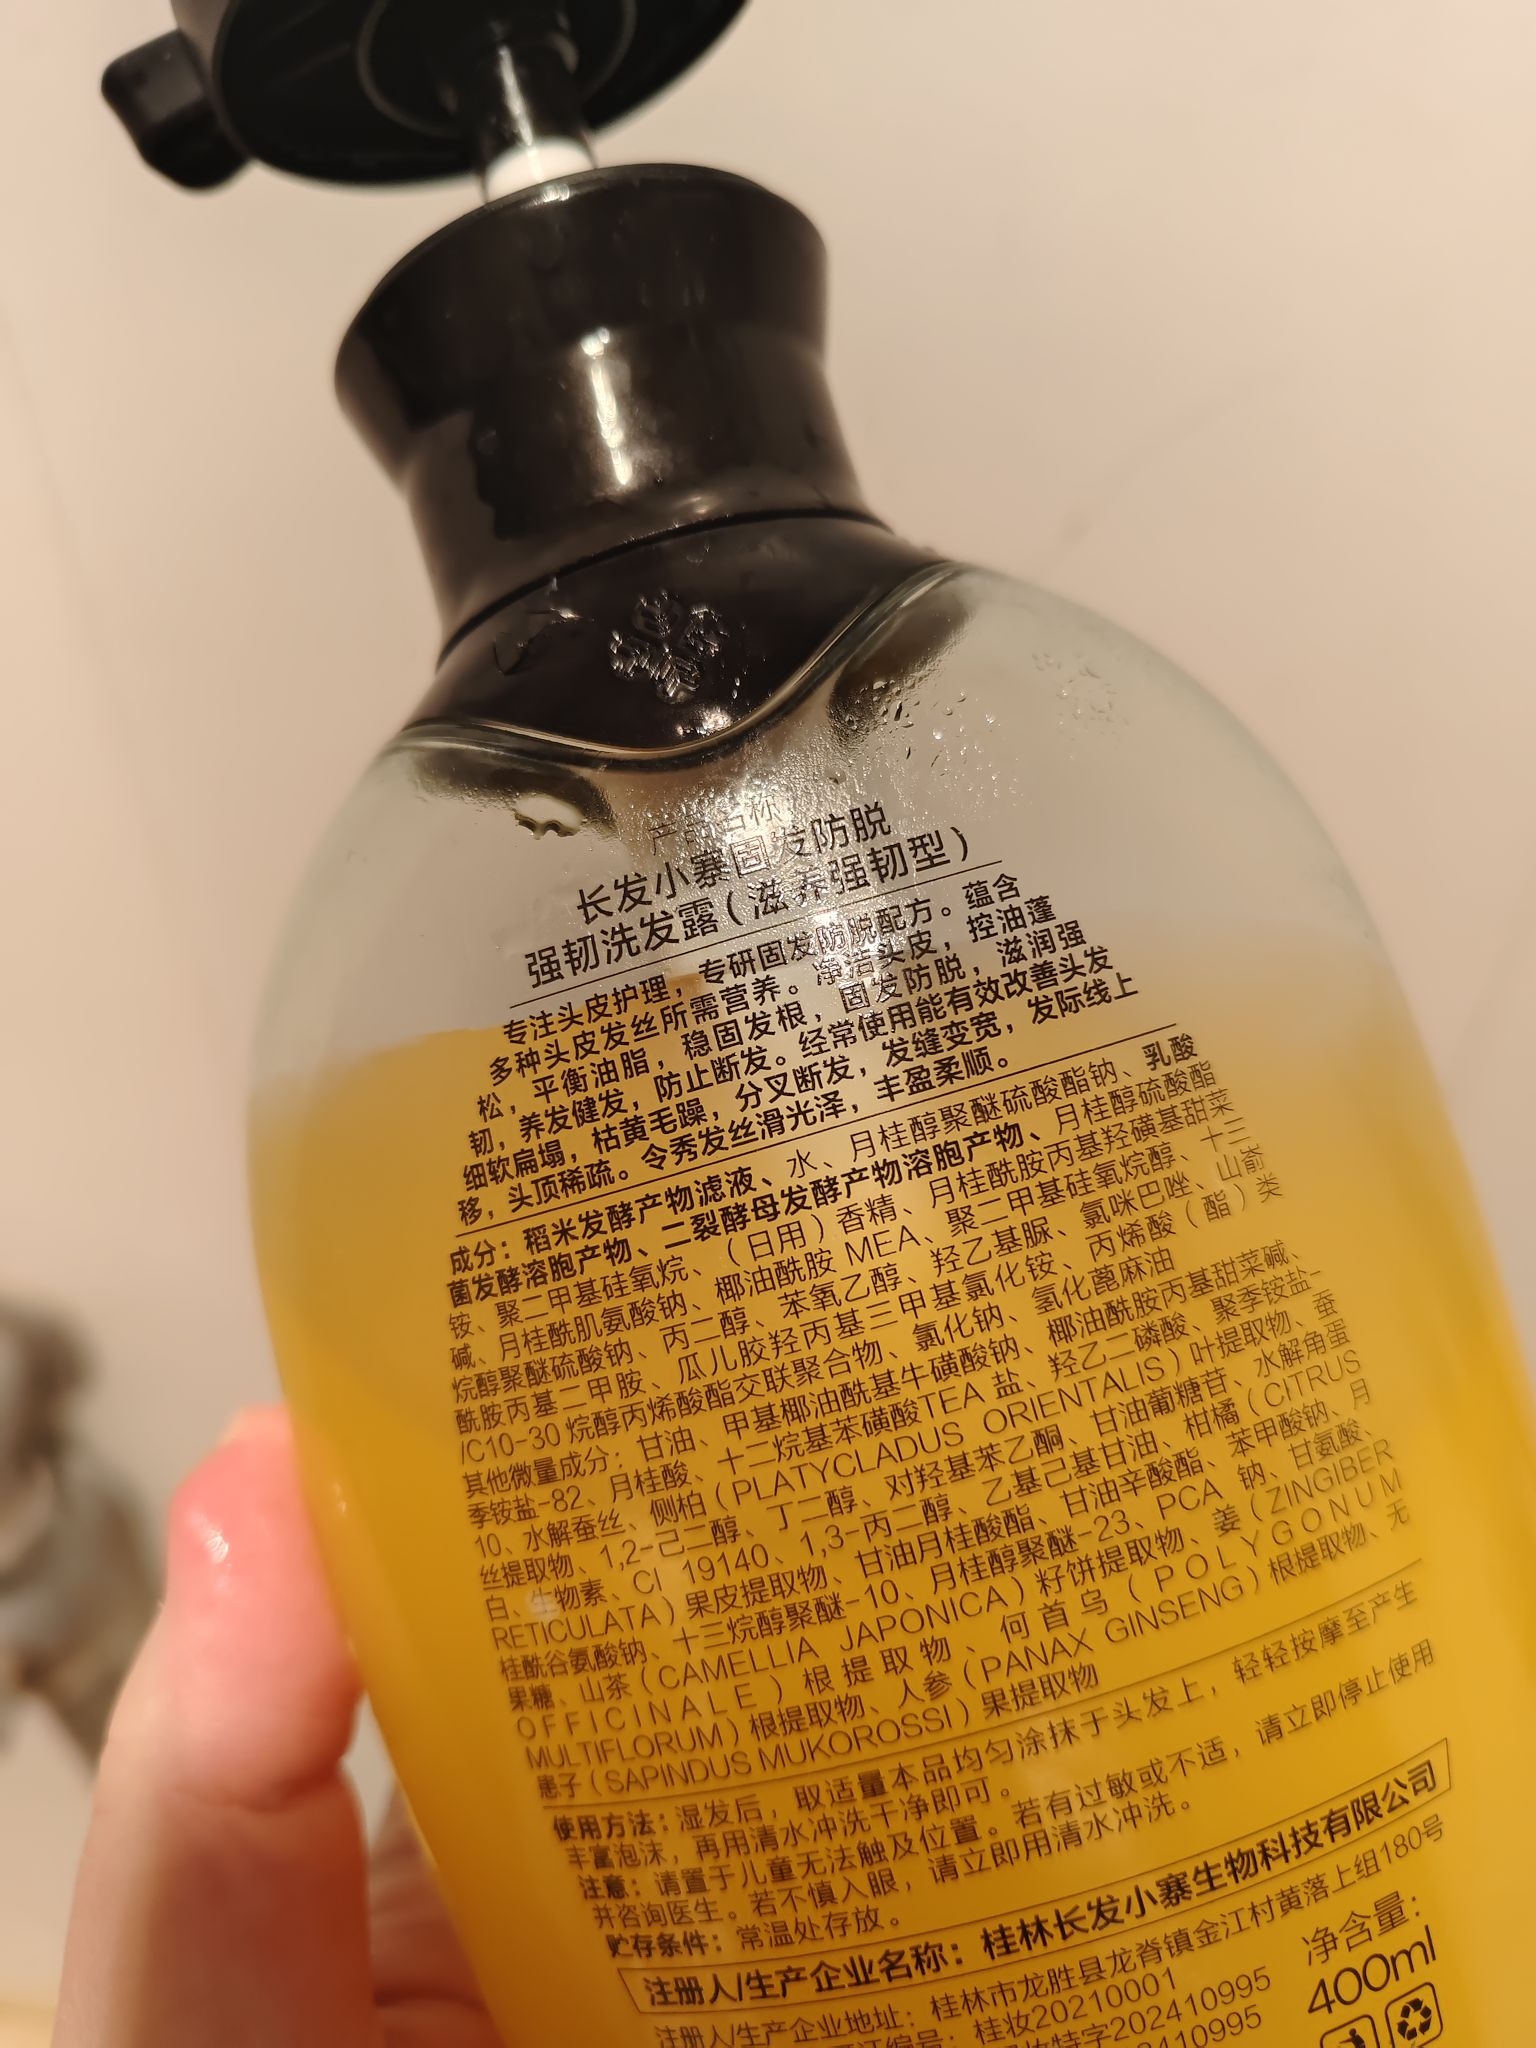 产品名称
长发小寨固发防脱
强韧洗发露（滋养强韧型）
专注头皮护理，专研固发防脱配方。蕴含
多种头皮发丝所需营养。净洁头皮，控油蓬
松，平衡油脂，稳固发根，固发防脱，滋润强
韧，养发健发，防止断发。经常使用能有效改善头发
细软扁塌，枯黄毛躁，分叉断发，发缝变宽，发际线上
移，头顶稀疏。令秀发丝滑光泽，丰盈柔顺。
成分：稻米发酵产物滤液、水、月桂醇聚醚硫酸酯钠、乳酸
菌发酵溶胞产物、二裂酵母发酵产物溶胞产物、月桂醇硫酸酯
铵、聚二甲基硅氧烷、（日用）香精、月桂酰胺丙基羟磺基甜菜
碱、月桂酰肌氨酸钠、椰油酰胺 MEA、聚二甲基硅氧烷醇、十三
烷醇聚醚硫酸钠、丙二醇、苯氧乙醇、羟乙基脲、氯咪巴唑、山嵛
酰胺丙基二甲胺、瓜儿胶羟丙基三甲基氯化铵、丙烯酸（酯）类
/C10-30 烷醇丙烯酸酯交联聚合物、氯化钠、氢化蓖麻油
其他微量成分：甘油、甲基椰油酰基牛磺酸钠、椰油酰胺丙基甜菜碱、
季铵盐-82、月桂酸、十二烷基苯磺酸TEA 盐、羟乙二磷酸、聚季铵盐-
10、水解蚕丝、侧柏（PLATYCLADUS ORIENTALIS）叶提取物、蚕
丝提取物、1,2-己二醇、丁二醇、对羟基苯乙酮、甘油葡糖苷、水解角蛋
白、生物素、CI 19140、1,3-丙二醇、乙基己基甘油、柑橘（CITRUS
RETICULATA）果皮提取物、甘油月桂酸酯、甘油辛酸酯、苯甲酸钠、月
桂酰谷氨酸钠、十三烷醇聚醚-10、月桂醇聚醚-23、PCA 钠、甘氨酸、
果糖、山茶（CAMELLIA JAPONICA）籽饼提取物、姜（ZINGIBER
OFFICINALE）根提取物、何首乌（POLYGONUM
MULTIFLORUM）根提取物、人参（PANAX GINSENG）根提取物、无
患子（SAPINDUS MUKOROSSI）果提取物
使用方法：湿发后，取适量本品均匀涂抹于头发上，轻轻按摩至产生
丰富泡沫，再用清水冲洗干净即可。
注意：请置于儿童无法触及位置。若有过敏或不适，请立即停止使用
并咨询医生。若不慎入眼，请立即用清水冲洗。
贮存条件：常温处存放。
注册人/生产企业名称：桂林长发小寨生物科技有限公司
注册人/生产企业地址：桂林市龙胜县龙脊镇金江村黄落上组180号
证编号：桂妆20210001
妆特字202410995
2410995
净含量：
400ml